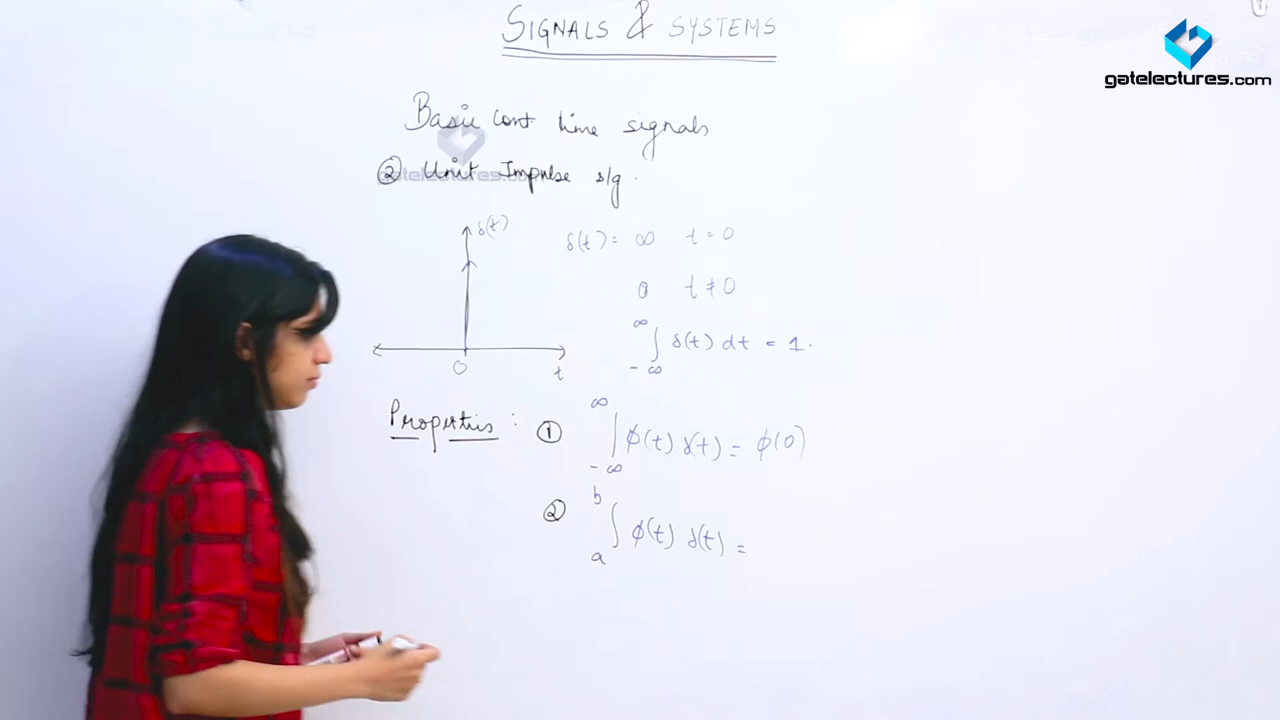 SIGNALS & SYSTEMS
gatelectures.com
Basic cont time signals
② Unit Impulse s/g.
δ(t)
δ(t) = ∞ t = 0
0 t ≠ 0
∞ ∫ -∞ δ(t) dt = 1.
0 t
Properties : ① ∞ ∫ -∞ φ(t) δ(t) = φ(0)
② b ∫ a φ(t) δ(t) =